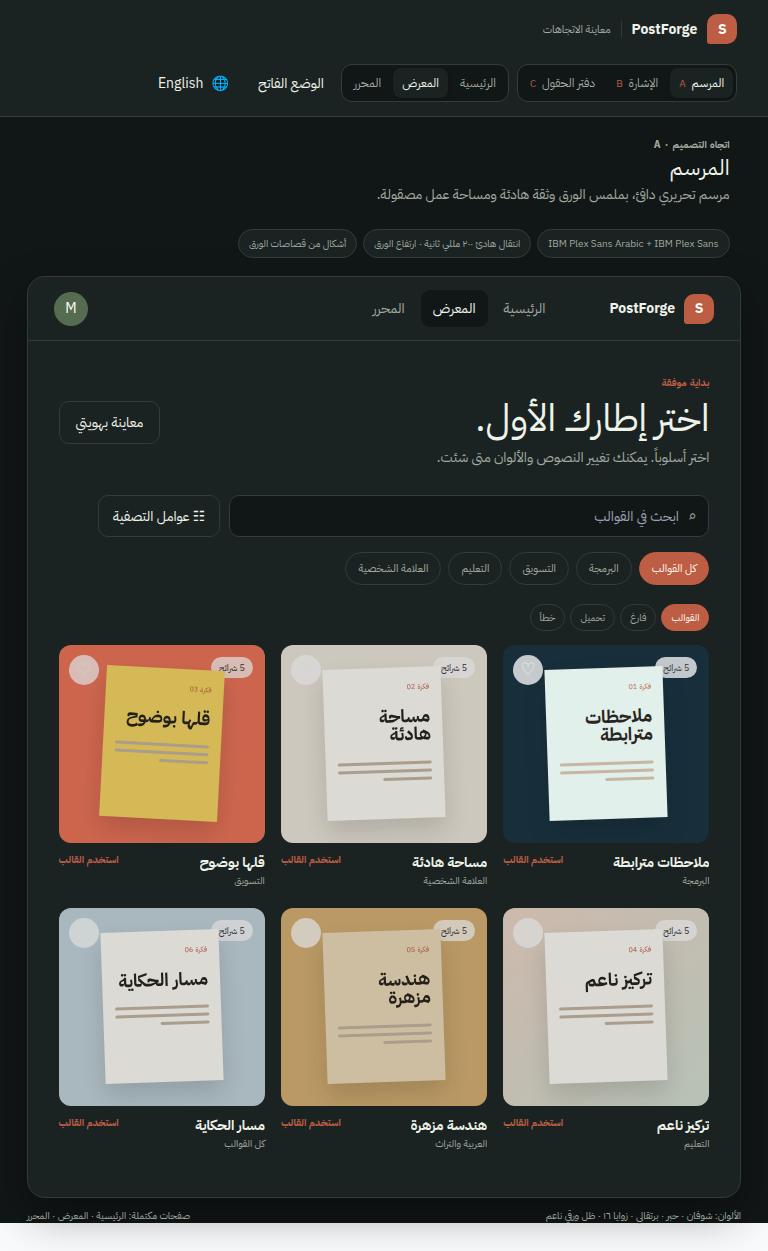 S PostForge معاينة الاتجاهات
المرسم A الإشارة B دفتر الحقول C الرئيسية المعرض المحرر الوضع الفاتح 🌐 English
اتجاه التصميم · A
المرسم
مرسم تحريري دافئ، بملمس الورق وثقة هادئة ومساحة عمل مصقولة.
IBM Plex Sans Arabic + IBM Plex Sans انتقال هادئ ٢٠٠ مللي ثانية · ارتفاع الورق أشكال من قصاصات الورق
S PostForge الرئيسية المعرض المحرر M
بداية موفقة
اختر إطارك الأول.
معاينة بهويتي
اختر أسلوباً. يمكنك تغيير النصوص والألوان متى شئت.
ابحث في القوالب عوامل التصفية
كل القوالب البرمجة التسويق التعليم العلامة الشخصية
القوالب فارغ تحميل خطأ
5 شرائح 5 شرائح 5 شرائح
فكرة 01 فكرة 02 فكرة 03
ملاحظات مترابطة
مساحة هادئة
قلها بوضوح
ملاحظات مترابطة استخدم القالب مساحة هادئة استخدم القالب قلها بوضوح استخدم القالب
البرمجة العلامة الشخصية التسويق
5 شرائح 5 شرائح 5 شرائح
فكرة 04 فكرة 05 فكرة 06
تركيز ناعم
هندسة مزهرة
مسار الحكاية
تركيز ناعم استخدم القالب هندسة مزهرة استخدم القالب مسار الحكاية استخدم القالب
التعليم العربية والتراث كل القوالب
الألوان: شوفان · حبر · برتقالي · زوايا ١٦ · ظل ورقي ناعم صفحات مكتملة: الرئيسية · المعرض · المحرر